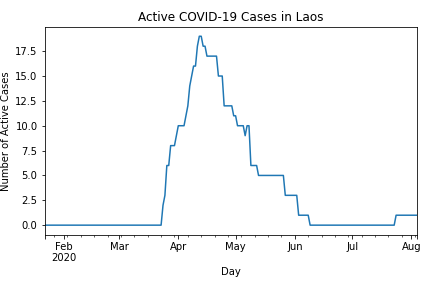 Active COVID-19 Cases in Laos
Number of Active Cases
17.5
15.0
12.5
10.0
7.5
5.0
2.5
0.0
Feb Mar Apr May Jun Jul Aug
2020
Day